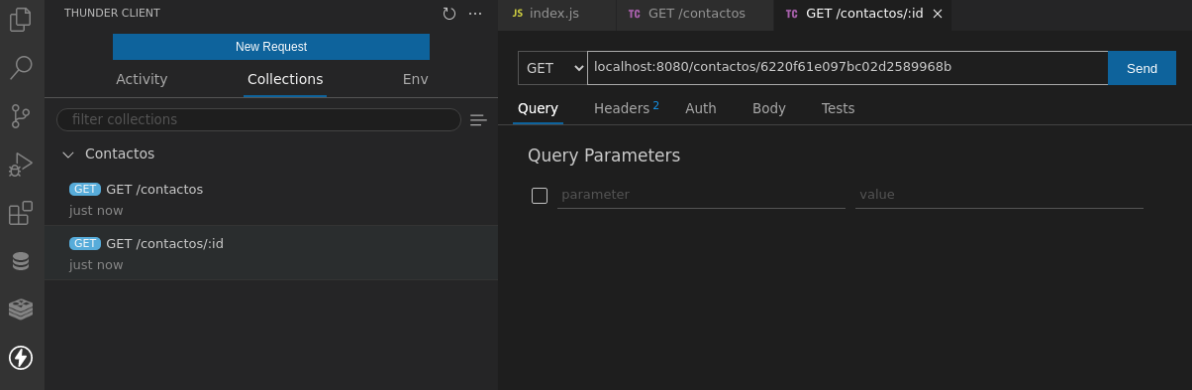 THUNDER CLIENT
New Request
Activity Collections Env
filter collections
Contactos
GET GET /contactos
just now
GET GET /contactos/:id
just now
JS index.js TC GET /contactos TC GET /contactos/:id
GET localhost:8080/contactos/6220f61e097bc02d2589968b Send
Query Headers 2 Auth Body Tests
Query Parameters
parameter value